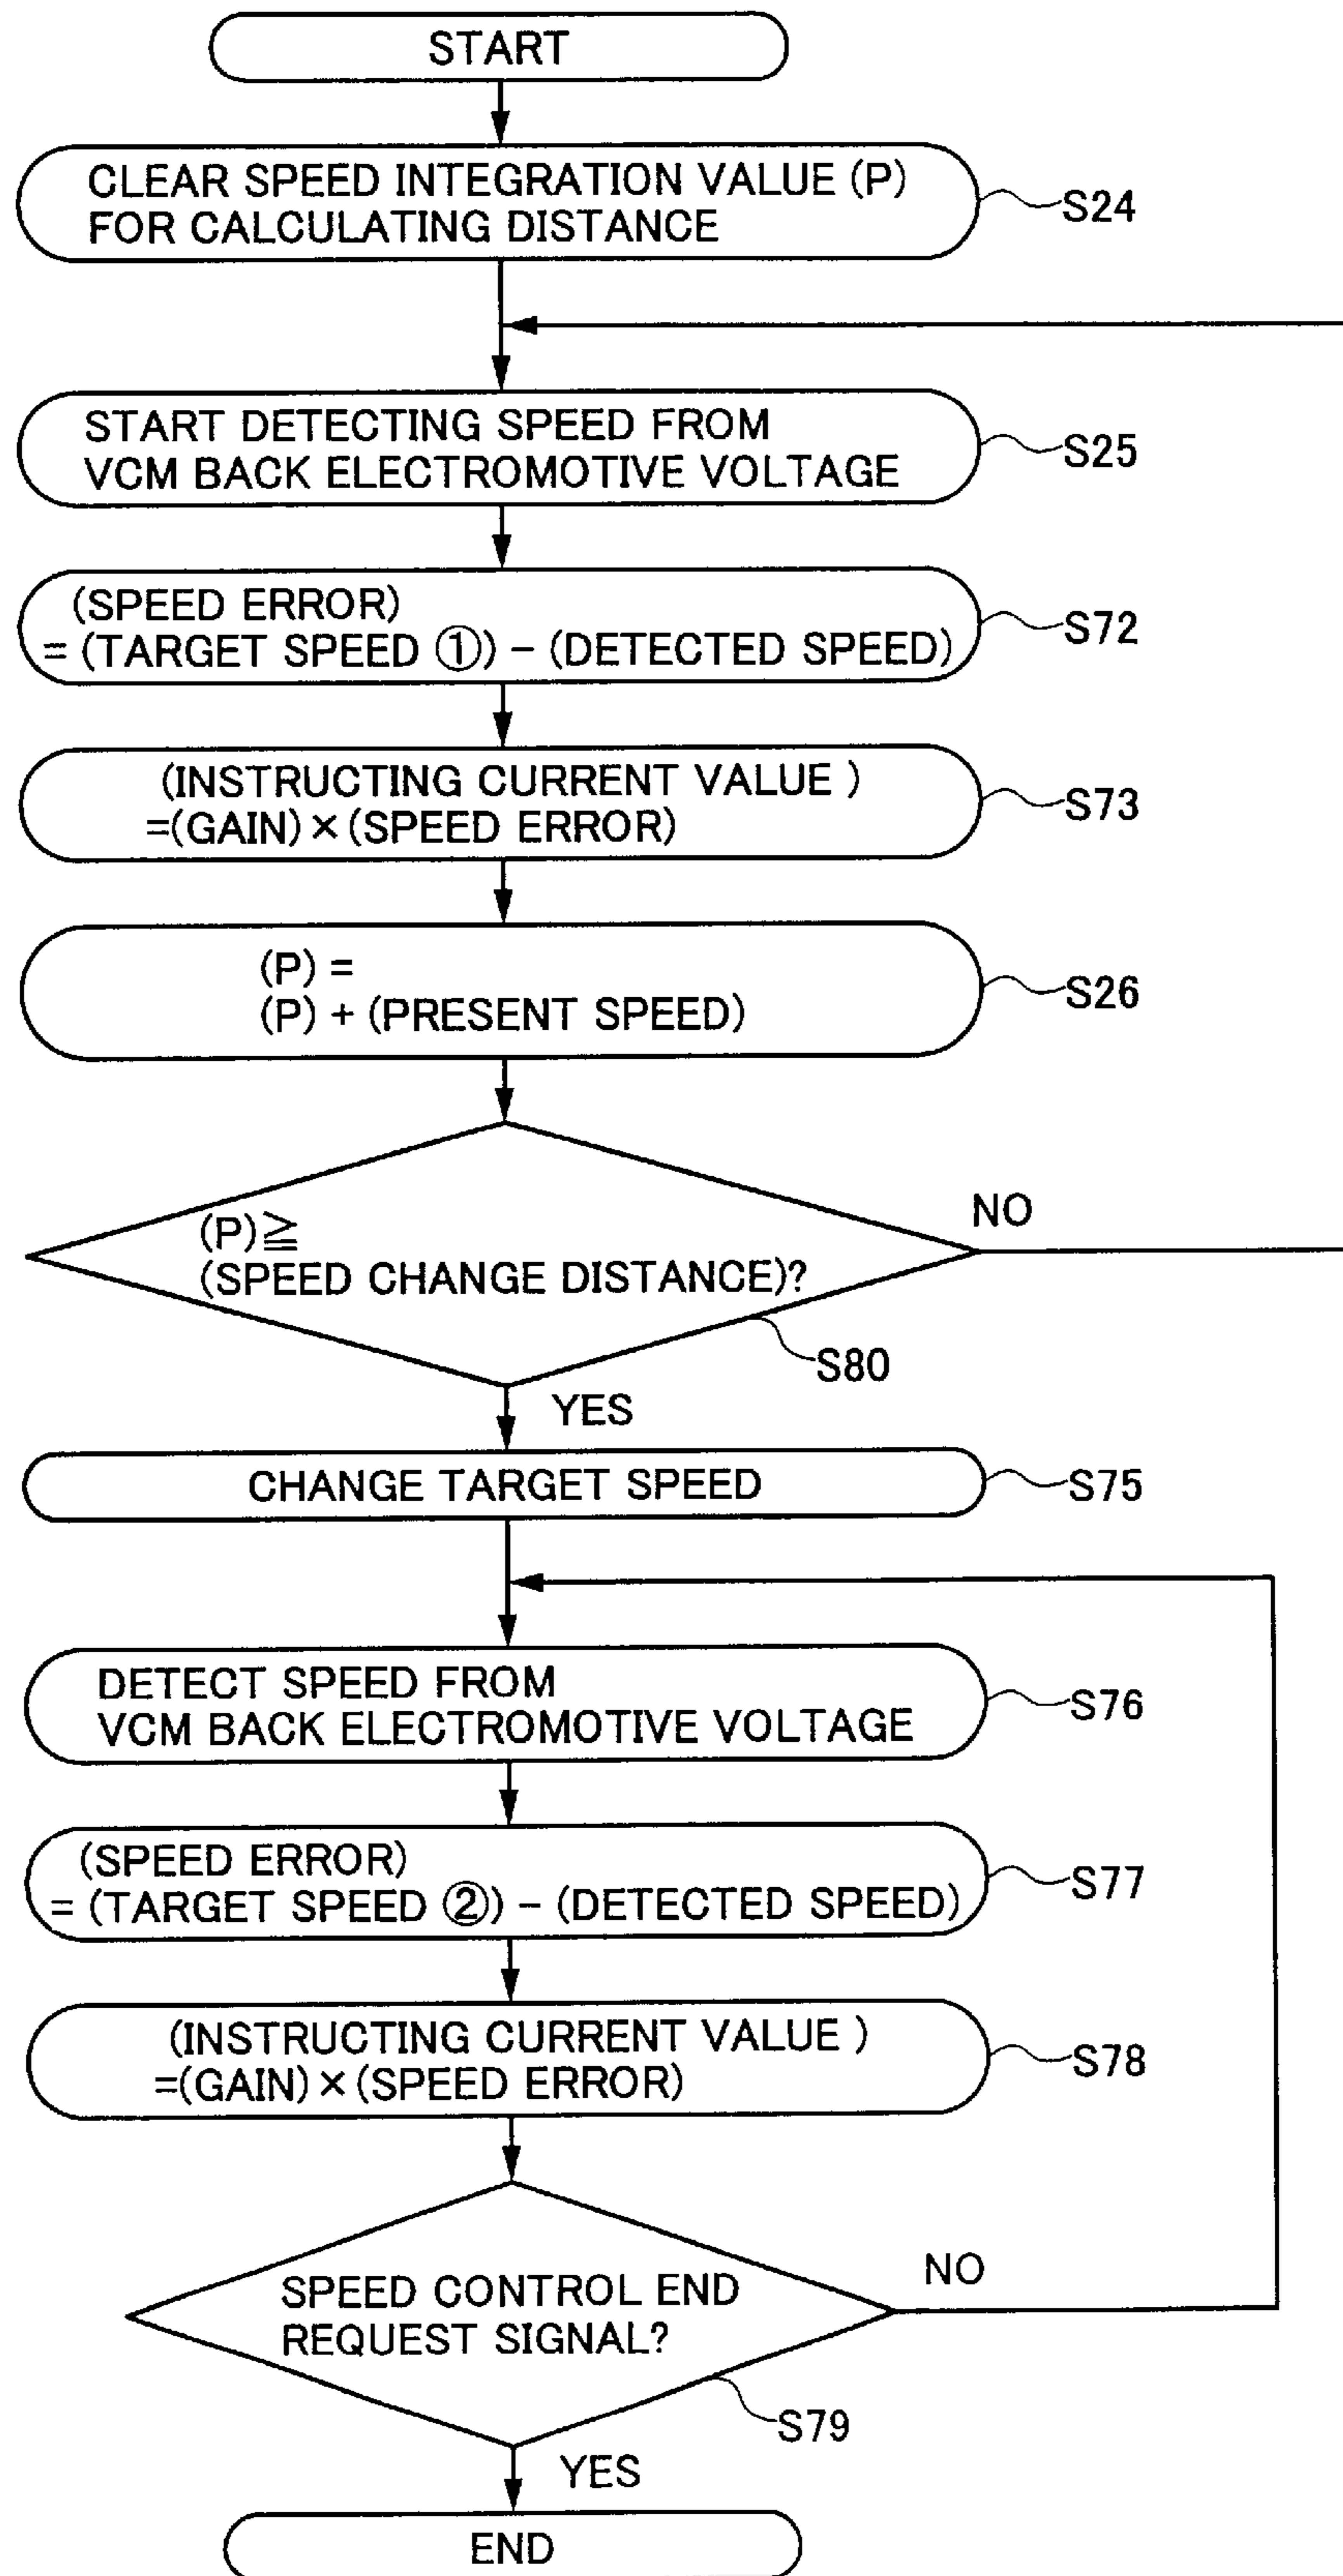 START
CLEAR SPEED INTEGRATION VALUE (P)
FOR CALCULATING DISTANCE
S24
START DETECTING SPEED FROM
VCM BACK ELECTROMOTIVE VOLTAGE
S25
(SPEED ERROR)
= (TARGET SPEED ①) − (DETECTED SPEED)
S72
(INSTRUCTING CURRENT VALUE )
=(GAIN) × (SPEED ERROR)
S73
(P) =
(P) + (PRESENT SPEED)
S26
NO
(P) ≧
(SPEED CHANGE DISTANCE)?
S80
YES
CHANGE TARGET SPEED
S75
DETECT SPEED FROM
VCM BACK ELECTROMOTIVE VOLTAGE
S76
(SPEED ERROR)
= (TARGET SPEED ②) − (DETECTED SPEED)
S77
(INSTRUCTING CURRENT VALUE )
=(GAIN) × (SPEED ERROR)
S78
NO
SPEED CONTROL END
REQUEST SIGNAL?
S79
YES
END